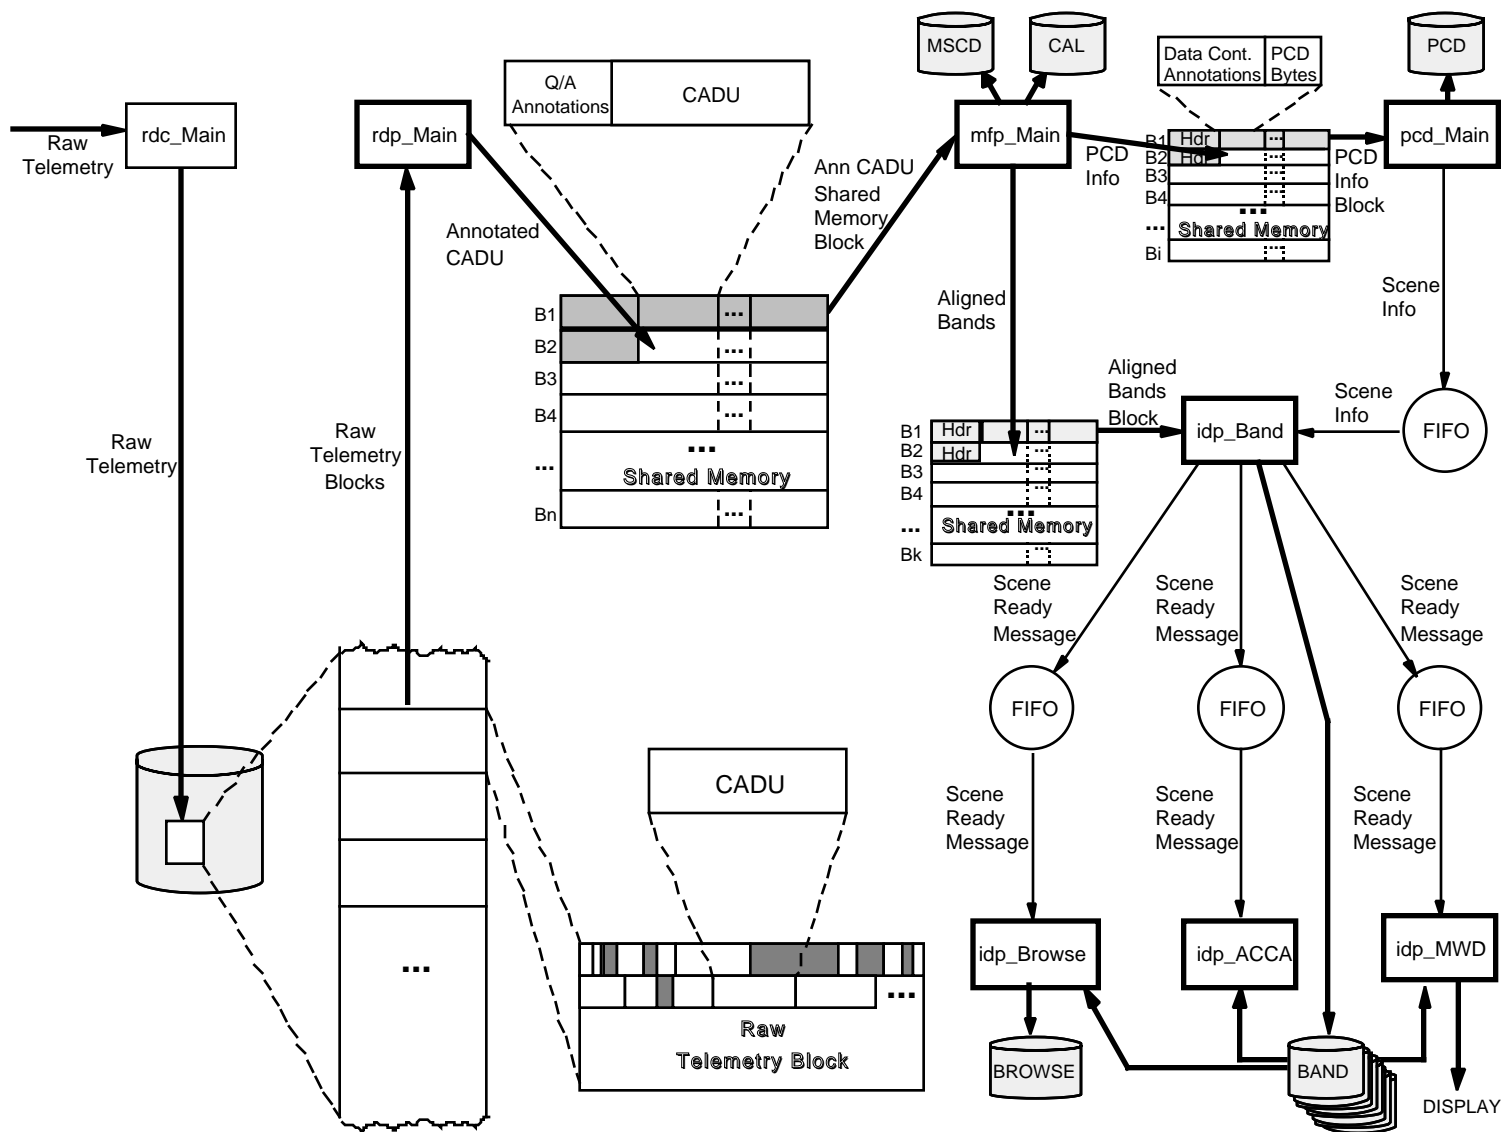 MSCD
CAL
Data Cont.
Annotations
PCD
Bytes
PCD
Q/A
Annotations
CADU
rdc_Main
rdp_Main
mfp_Main
pcd_Main
Raw
Telemetry
PCD
Info
B1
Hdr
...
B2
Hdr
...
B3
B4
...
...
Shared Memory
Bi
PCD
Info
Block
Ann CADU
Shared
Memory
Block
Annotated
CADU
Scene
Info
Aligned
Bands
B1
...
B2
...
B3
...
B4
...
...
...
Shared Memory
Bn
...
Aligned
Bands
Block
Scene
Info
FIFO
idp_Band
B1
Hdr
...
B2
Hdr
...
B3
...
B4
...
...
...
Shared Memory
Bk
...
Raw
Telemetry
Raw
Telemetry
Blocks
Scene
Ready
Message
Scene
Ready
Message
Scene
Ready
Message
FIFO
FIFO
FIFO
CADU
Scene
Ready
Message
Scene
Ready
Message
Scene
Ready
Message
...
idp_Browse
idp_ACCA
idp_MWD
...
Raw
Telemetry Block
BROWSE
BAND
DISPLAY